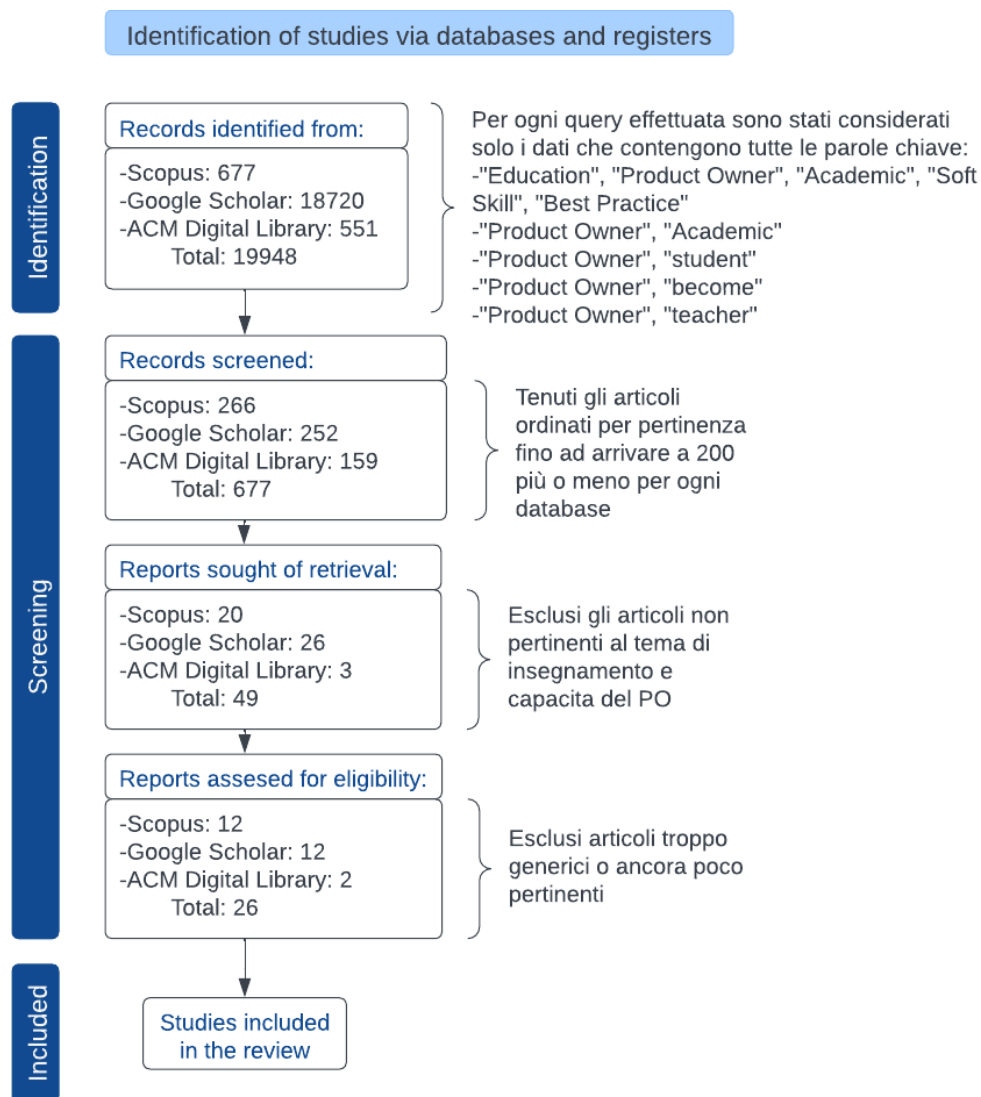 Identification of studies via databases and registers
Identification
Records identified from:
-Scopus: 677
-Google Scholar: 18720
-ACM Digital Library: 551
Total: 19948
Per ogni query effettuata sono stati considerati
solo i dati che contengono tutte le parole chiave:
-"Education", "Product Owner", "Academic", "Soft
Skill", "Best Practice"
-"Product Owner", "Academic"
-"Product Owner", "student"
-"Product Owner", "become"
-"Product Owner", "teacher"
Screening
Records screened:
-Scopus: 266
-Google Scholar: 252
-ACM Digital Library: 159
Total: 677
Tenuti gli articoli
ordinati per pertinenza
fino ad arrivare a 200
più o meno per ogni
database
Reports sought of retrieval:
-Scopus: 20
-Google Scholar: 26
-ACM Digital Library: 3
Total: 49
Esclusi gli articoli non
pertinenti al tema di
insegnamento e
capacita del PO
Reports assesed for eligibility:
-Scopus: 12
-Google Scholar: 12
-ACM Digital Library: 2
Total: 26
Esclusi articoli troppo
generici o ancora poco
pertinenti
Included
Studies included
in the review